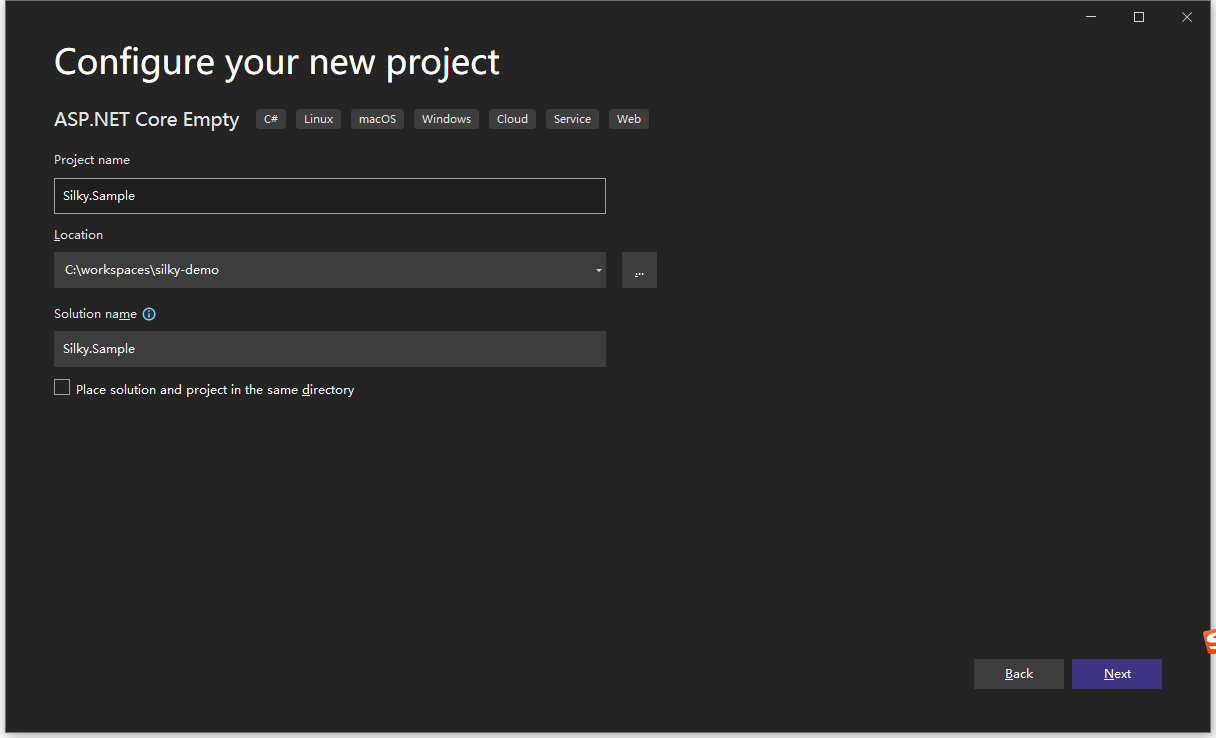 Configure your new project
ASP.NET Core Empty C# Linux macOS Windows Cloud Service Web
Project name
Silky.Sample
Location
C:\workspaces\silky-demo
...
Solution name
Silky.Sample
Place solution and project in the same directory
Back Next